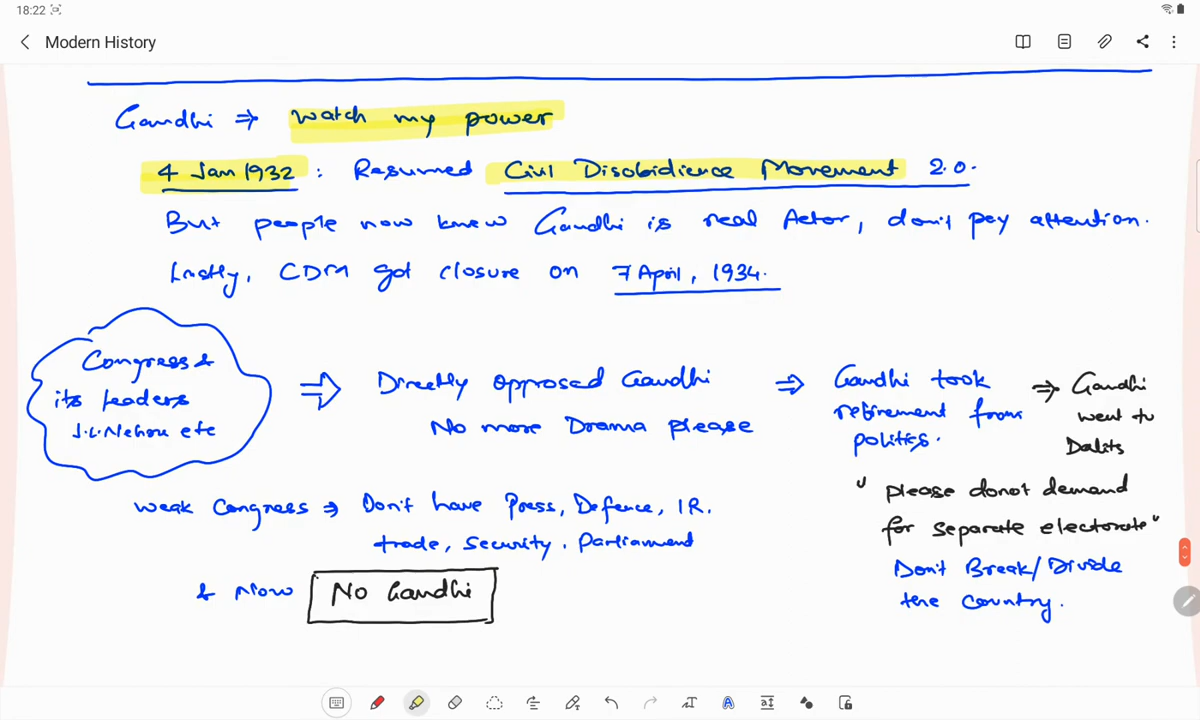 18:22
Modern History
Gandhi ⇒ watch my power
4 Jan 1932 : Resumed Civil Disobidience Movement 2.0.
But people now knew Gandhi is real Actor, don't pay attention.
Lastly, CDM got closure on 7 April, 1934.
Congress &
its leaders
J.L.Nehru etc
⇒ Directly opposed Gandhi
No more Drama please
⇒ Gandhi took
retirement from
politics.
⇒ Gandhi
went to
Dalits
weak Congress ⇒ Don't have Press, Defence, IR.
trade, security, Parliament
& Now No Gandhi
"please donot demand
for separate electorate"
Don't Break/Divide
the country.